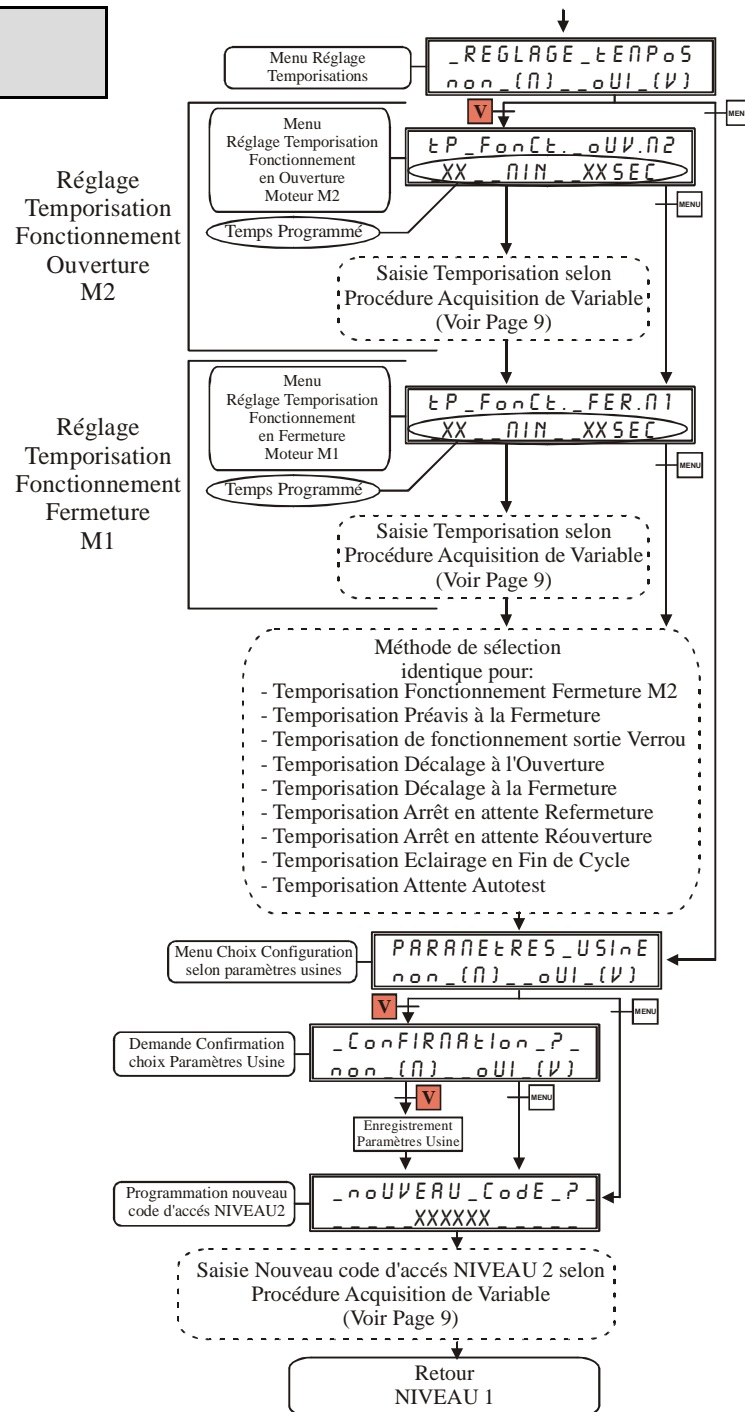 Menu Réglage
Temporisations
_REGLAGE_tEMPoS
non_(M)__oUI_(V)
V
MENU
Réglage
Temporisation
Fonctionnement
Ouverture
M2
Menu
Réglage Temporisation
Fonctionnement
en Ouverture
Moteur M2
tP_FonCt._oUV.M2
_XX__MIN__XXSEC
MENU
Temps Programmé
Saisie Temporisation selon
Procédure Acquisition de Variable
(Voir Page 9)
Réglage
Temporisation
Fonctionnement
Fermeture
M1
Menu
Réglage Temporisation
Fonctionnement
en Fermeture
Moteur M1
tP_FonCt._FER.M1
_XX__MIN__XXSEC
MENU
Temps Programmé
Saisie Temporisation selon
Procédure Acquisition de Variable
(Voir Page 9)
Méthode de sélection
identique pour:
- Temporisation Fonctionnement Fermeture M2
- Temporisation Préavis à la Fermeture
- Temporisation de fonctionnement sortie Verrou
- Temporisation Décalage à l'Ouverture
- Temporisation Décalage à la Fermeture
- Temporisation Arrêt en attente Refermeture
- Temporisation Arrêt en attente Réouverture
- Temporisation Eclairage en Fin de Cycle
- Temporisation Attente Autotest
Menu Choix Configuration
selon paramètres usines
PARAMEtRES_USInE
non_(M)__oUI_(V)
V
MENU
Demande Confirmation
choix Paramètres Usine
_ConFIRMAtIon_?_
non_(M)__oUI_(V)
V
MENU
Enregistrement
Paramètres Usine
Programmation nouveau
code d'accés NIVEAU2
_noUVEAU_CodE_?_
_____XXXXXX_____
Saisie Nouveau code d'accés NIVEAU 2 selon
Procédure Acquisition de Variable
(Voir Page 9)
Retour
NIVEAU 1